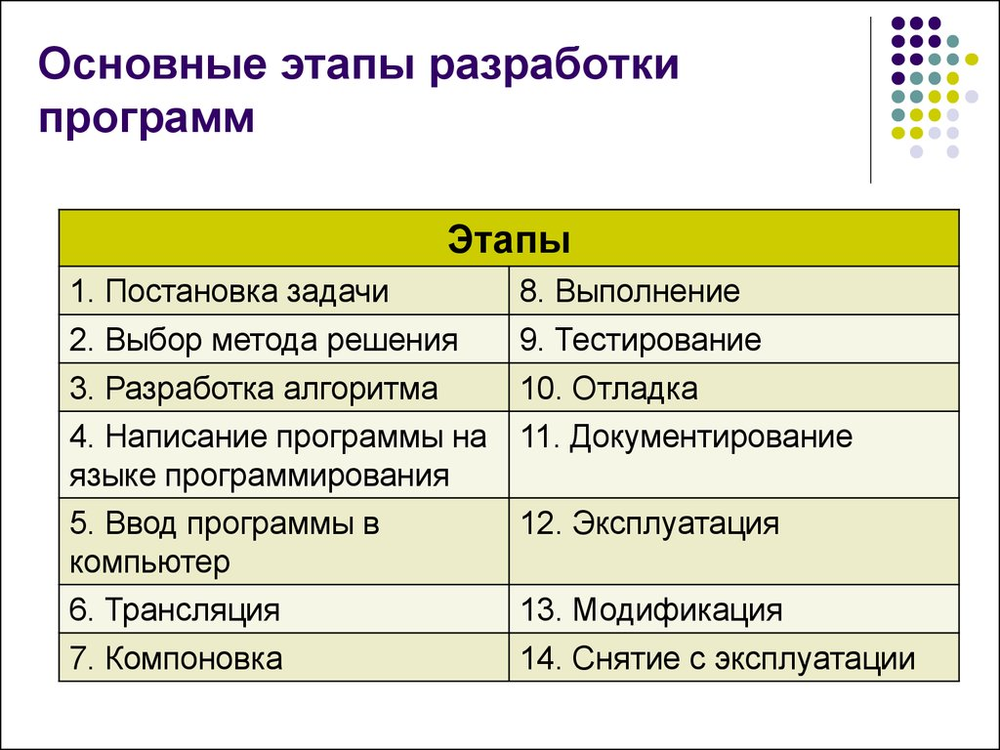 Основные этапы разработки
программ
Этапы
1. Постановка задачи
8. Выполнение
2. Выбор метода решения
9. Тестирование
3. Разработка алгоритма
10. Отладка
4. Написание программы на
языке программирования
11. Документирование
5. Ввод программы в
компьютер
12. Эксплуатация
6. Трансляция
13. Модификация
7. Компоновка
14. Снятие с эксплуатации